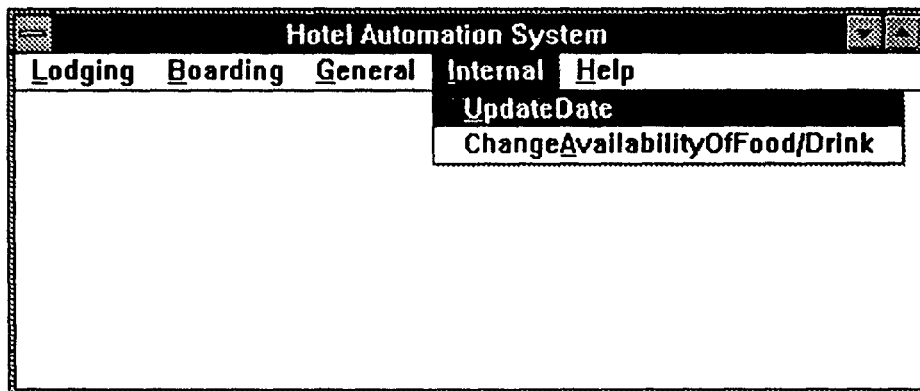 Hotel Automation System
Lodging Boarding General Internal Help
UpdateDate
ChangeAvailabilityOfFood/Drink